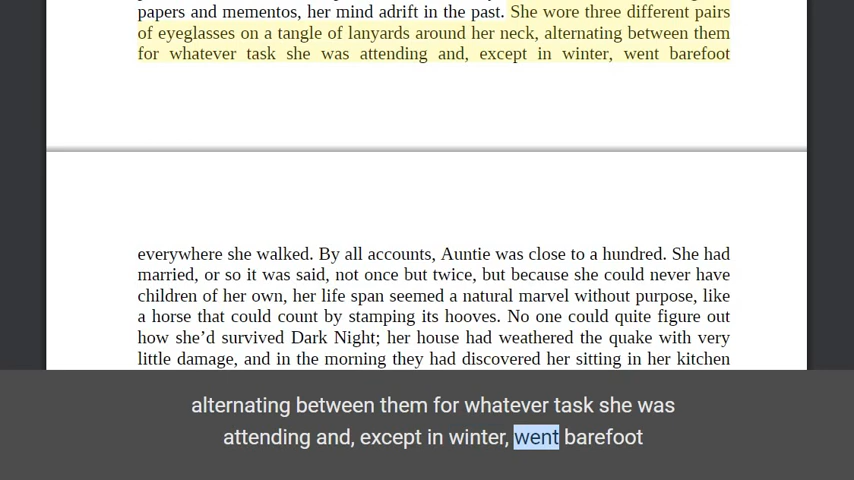 papers and mementos, her mind adrift in the past. She wore three different pairs
of eyeglasses on a tangle of lanyards around her neck, alternating between them
for whatever task she was attending and, except in winter, went barefoot
everywhere she walked. By all accounts, Auntie was close to a hundred. She had
married, or so it was said, not once but twice, but because she could never have
children of her own, her life span seemed a natural marvel without purpose, like
a horse that could count by stamping its hooves. No one could quite figure out
how she’d survived Dark Night; her house had weathered the quake with very
little damage, and in the morning they had discovered her sitting in her kitchen
alternating between them for whatever task she was
attending and, except in winter, went barefoot